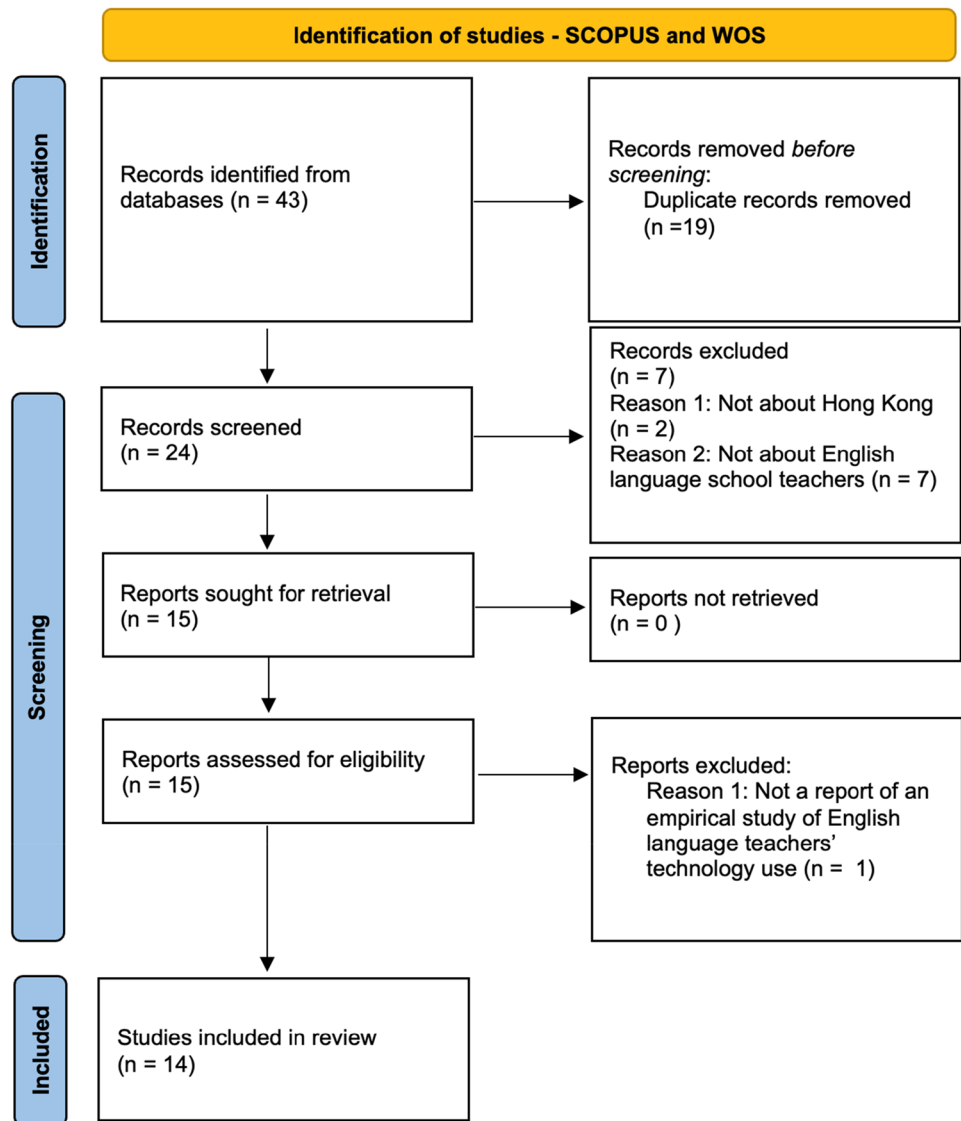 Identification of studies - SCOPUS and WOS
Identification
Records identified from
databases (n = 43)
Records removed before
screening:
Duplicate records removed
(n =19)
Screening
Records screened
(n = 24)
Records excluded
(n = 7)
Reason 1: Not about Hong Kong
(n = 2)
Reason 2: Not about English
language school teachers (n = 7)
Reports sought for retrieval
(n = 15)
Reports not retrieved
(n = 0 )
Reports assessed for eligibility
(n = 15)
Reports excluded:
Reason 1: Not a report of an
empirical study of English
language teachers’
technology use (n =  1)
Included
Studies included in review
(n = 14)